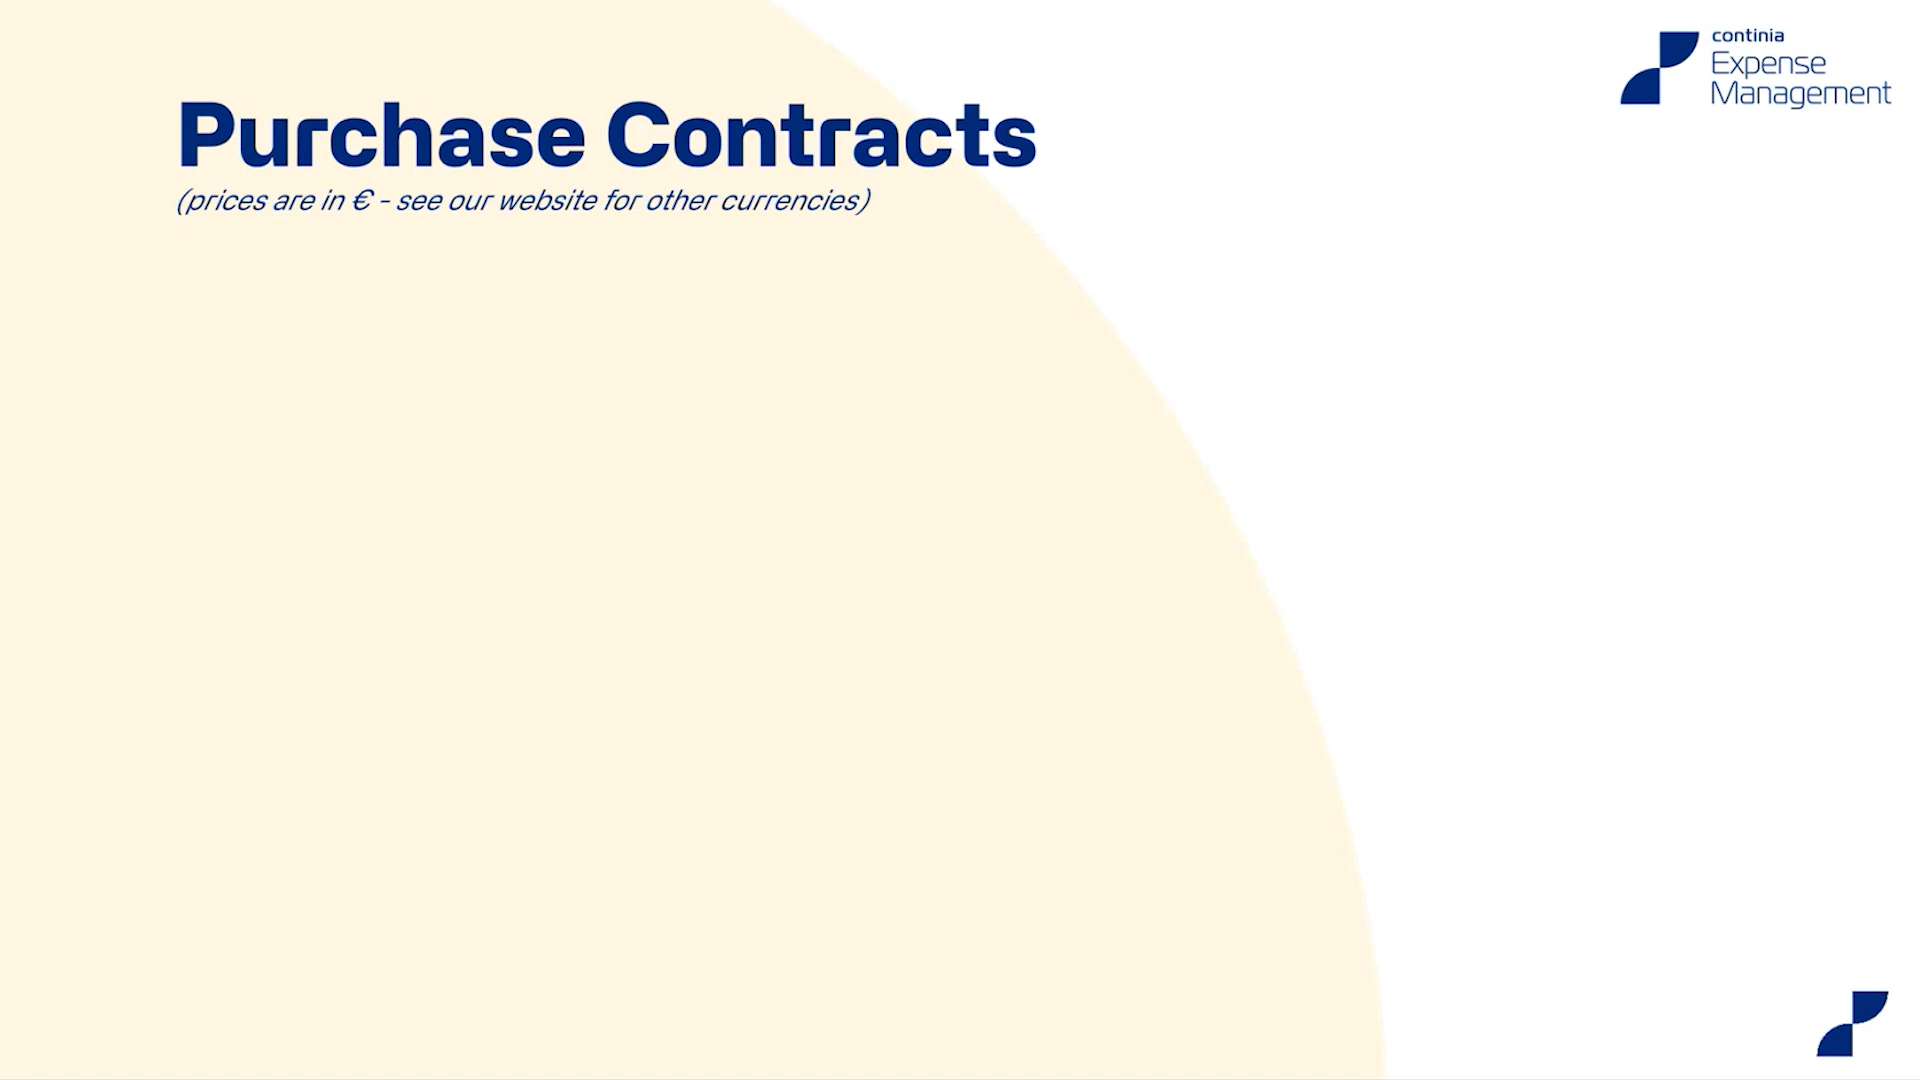 Purchase Contracts
(prices are in € - see our website for other currencies)
continia
Expense
Management